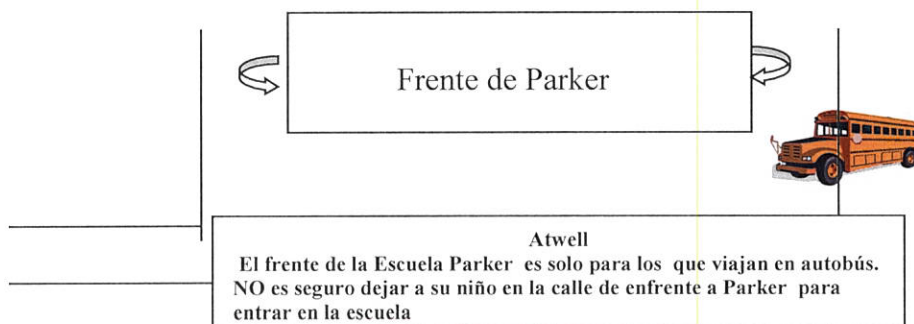 Frente de Parker
Atwell
El frente de la Escuela Parker es solo para los que viajan en autobús.
NO es seguro dejar a su niño en la calle de enfrente a Parker para
entrar en la escuela